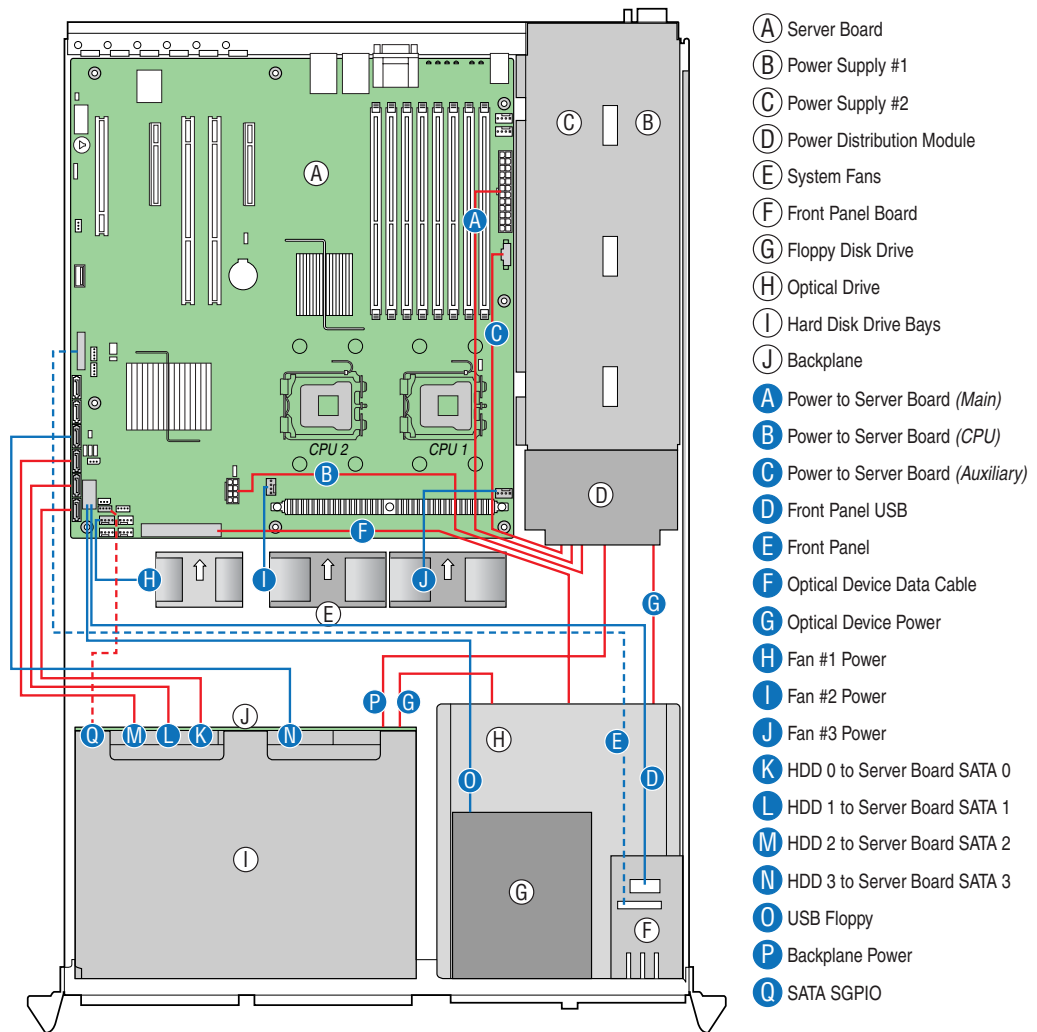 A
C
B
A
C
CPU 2
CPU 1
B
D
F
H
I
J
E
G
J
P
G
Q
M
L
K
N
H
E
O
D
I
G
F
A Server Board
B Power Supply #1
C Power Supply #2
D Power Distribution Module
E System Fans
F Front Panel Board
G Floppy Disk Drive
H Optical Drive
I Hard Disk Drive Bays
J Backplane
A Power to Server Board (Main)
B Power to Server Board (CPU)
C Power to Server Board (Auxiliary)
D Front Panel USB
E Front Panel
F Optical Device Data Cable
G Optical Device Power
H Fan #1 Power
I Fan #2 Power
J Fan #3 Power
K HDD 0 to Server Board SATA 0
L HDD 1 to Server Board SATA 1
M HDD 2 to Server Board SATA 2
N HDD 3 to Server Board SATA 3
O USB Floppy
P Backplane Power
Q SATA SGPIO